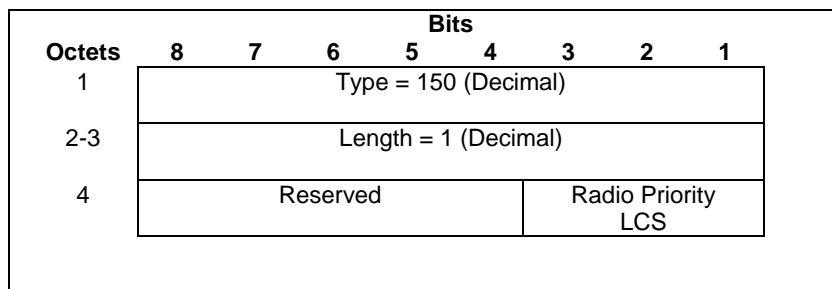 Bits
Octets 8 7 6 5 4 3 2 1
1 Type = 150 (Decimal)
2-3 Length = 1 (Decimal)
4 Reserved Radio Priority
LCS